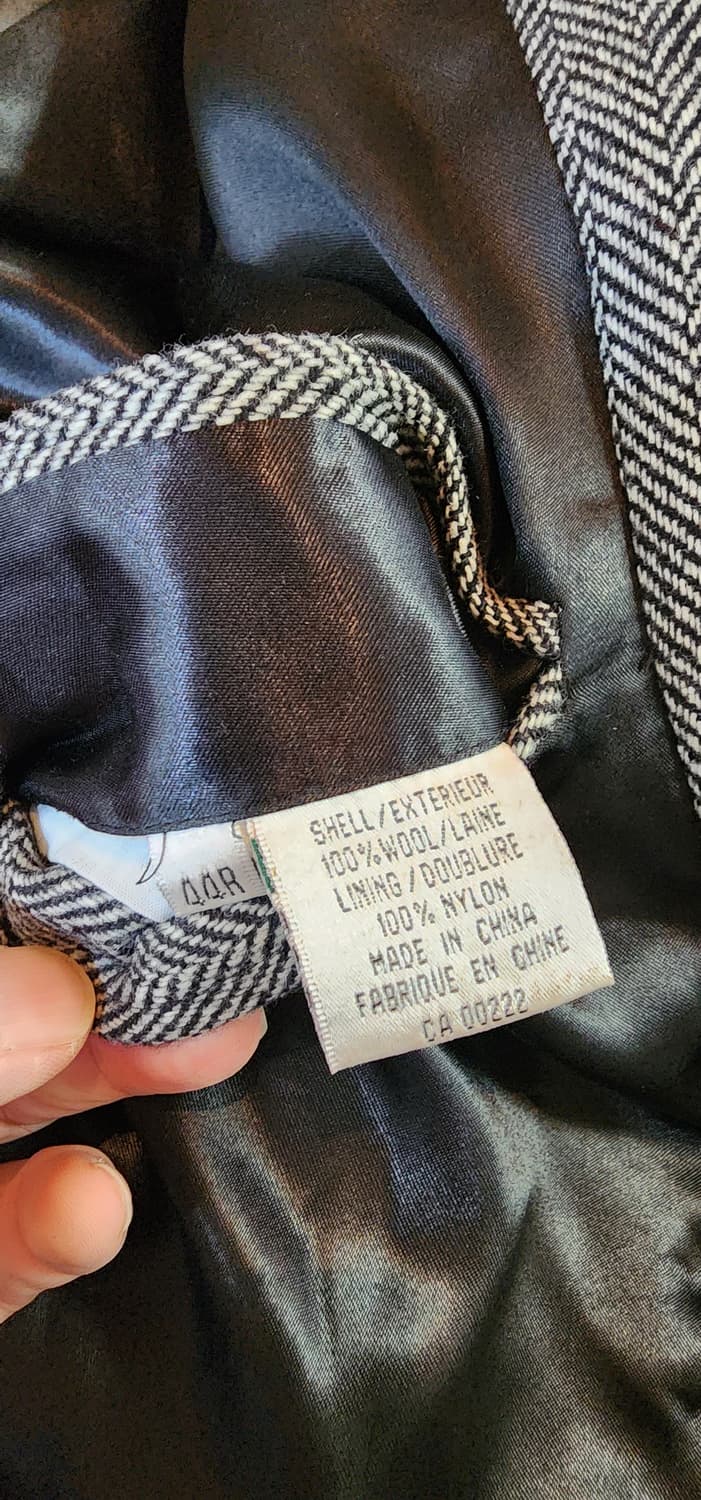 44R
SHELL/EXTERIEUR
100% WOOL/LAINE
LINING/DOUBLURE
100% NYLON
MADE IN CHINA
FABRIQUE EN CHINE
CA 00222